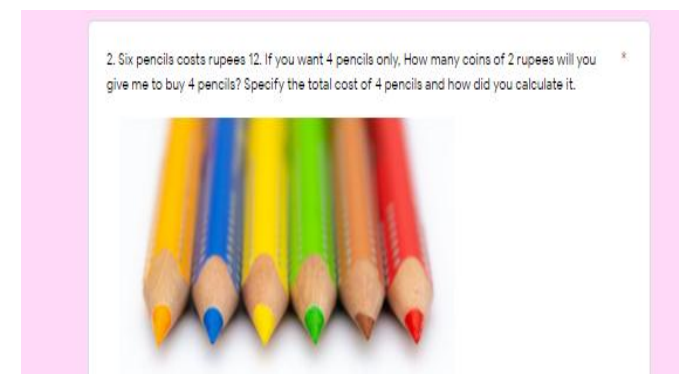 2. Six pencils costs rupees 12. If you want 4 pencils only, How many coins of 2 rupees will you *
give me to buy 4 pencils? Specify the total cost of 4 pencils and how did you calculate it.